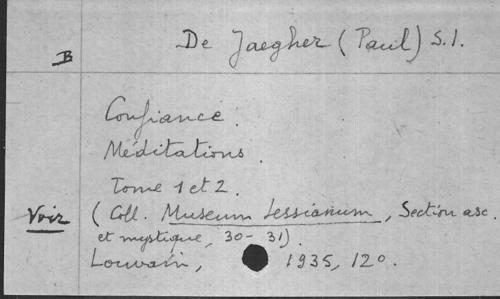 De Jaegher (Paul) S.I.
B
Confiance.
Méditations.
Tome 1 et 2.
Voir (Coll. Museum Lessianum, Section asc.
et mystique, 30-31).
Louvain, 1935, 12º.